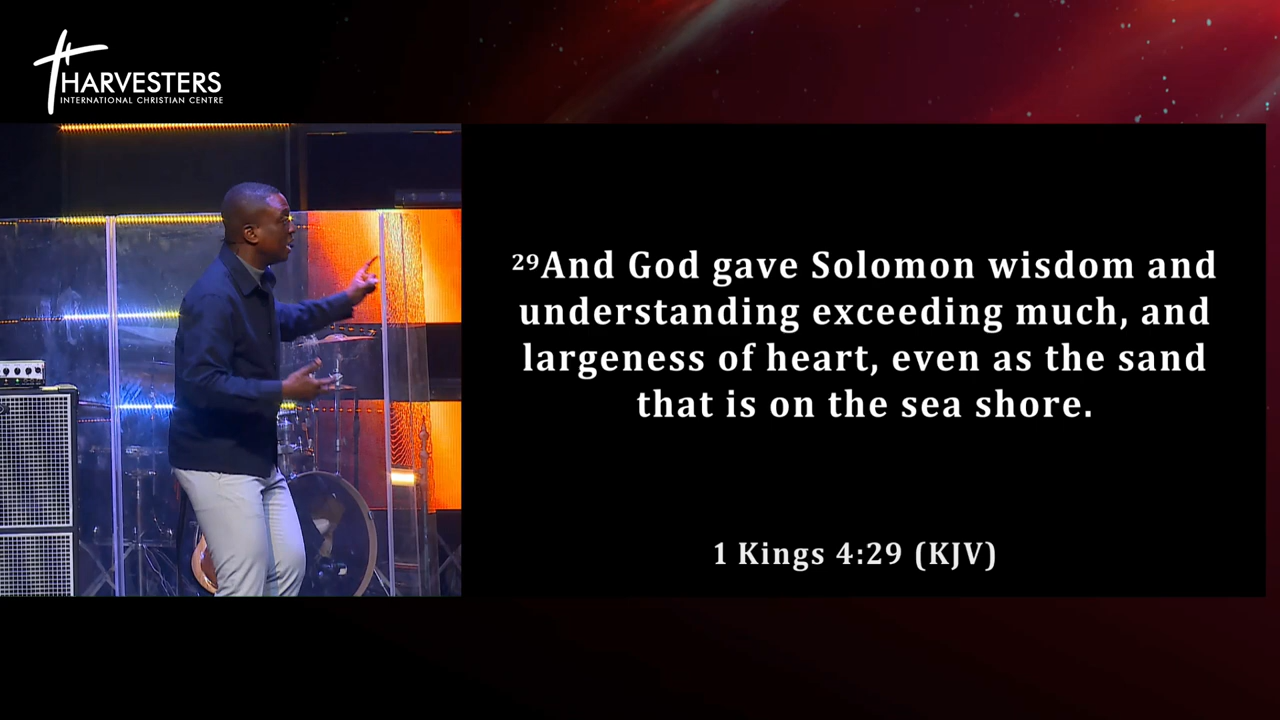 HARVESTERS
INTERNATIONAL CHRISTIAN CENTRE
²⁹And God gave Solomon wisdom and
understanding exceeding much, and
largeness of heart, even as the sand
that is on the sea shore.
1 Kings 4:29 (KJV)